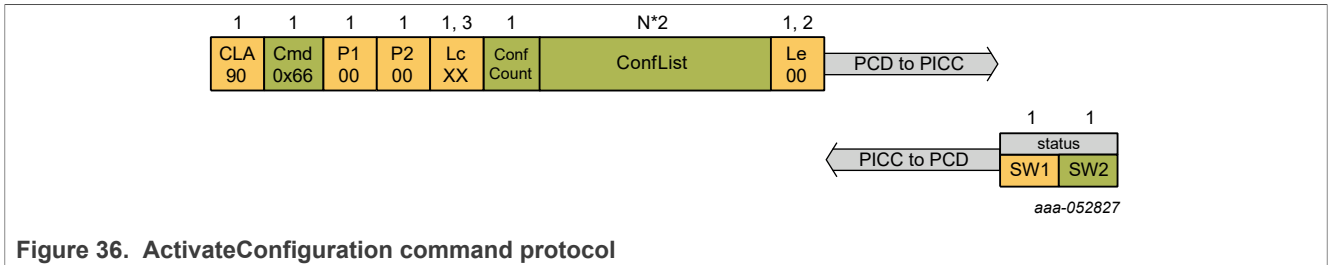 1 1 1 1 1, 3 1 N*2 1, 2
CLA Cmd P1 P2 Lc Conf ConfList Le PCD to PICC
90 0x66 00 00 XX Count 00
1 1
status
PICC to PCD SW1 SW2
aaa-052827
Figure 36. ActivateConfiguration command protocol